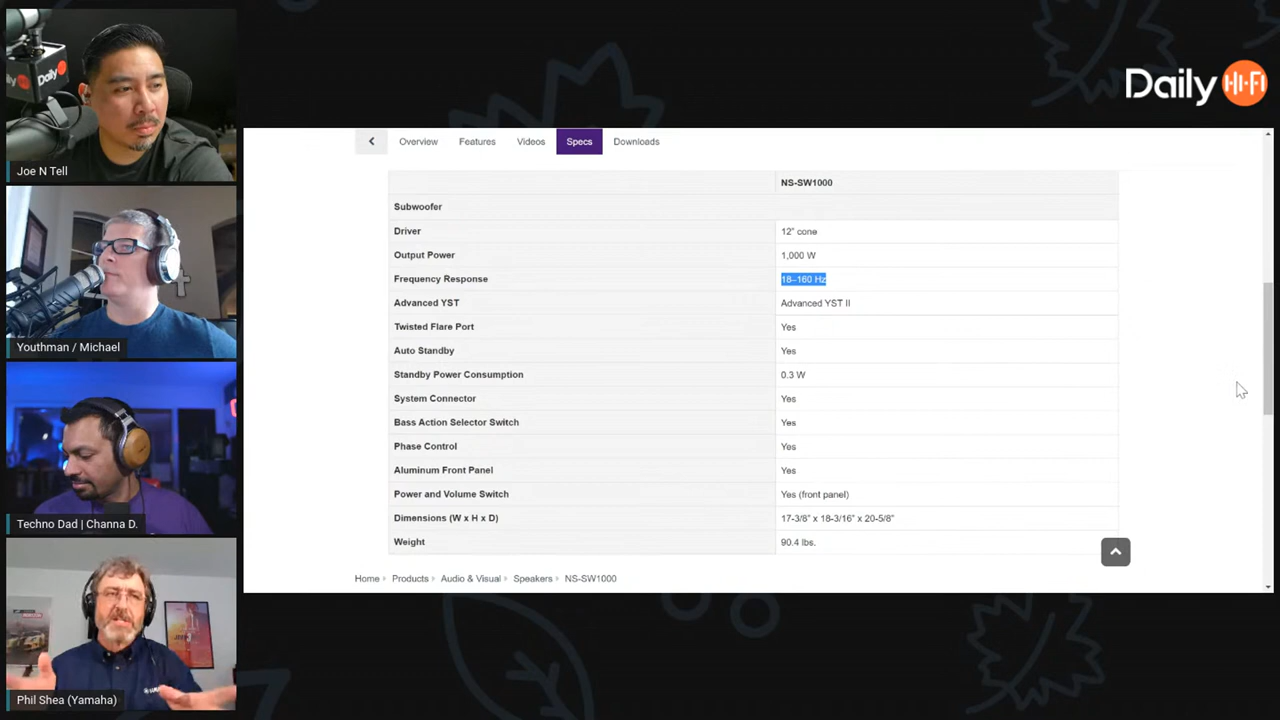 Daily HI-FI
Daily
Joe N Tell
Youthman / Michael
Techno Dad | Channa D.
Phil Shea (Yamaha)
Overview Features Videos Specs Downloads
NS-SW1000
Subwoofer
Driver 12" cone
Output Power 1,000 W
Frequency Response 18–160 Hz
Advanced YST Advanced YST II
Twisted Flare Port Yes
Auto Standby Yes
Standby Power Consumption 0.3 W
System Connector Yes
Bass Action Selector Switch Yes
Phase Control Yes
Aluminum Front Panel Yes
Power and Volume Switch Yes (front panel)
Dimensions (W x H x D) 17-3/8" x 18-3/16" x 20-5/8"
Weight 90.4 lbs.
Home Products Audio & Visual Speakers NS-SW1000